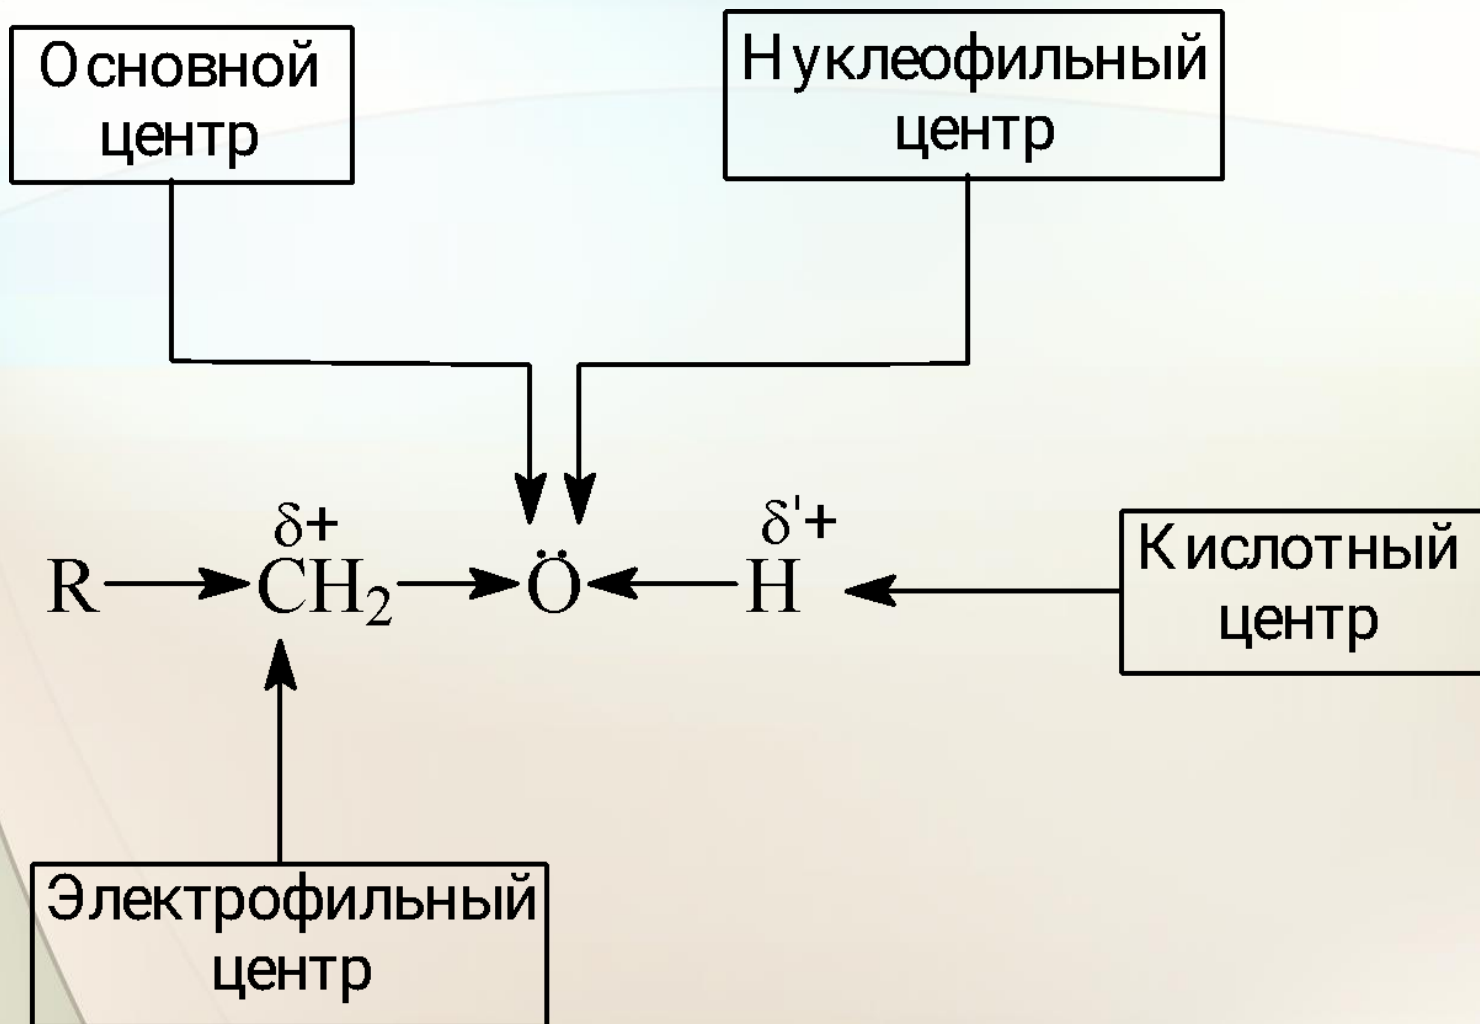 Основной
центр
Нуклеофильный
центр
δ+
δ'+
R CH₂ Ö H
Кислотный
центр
Электрофильный
центр